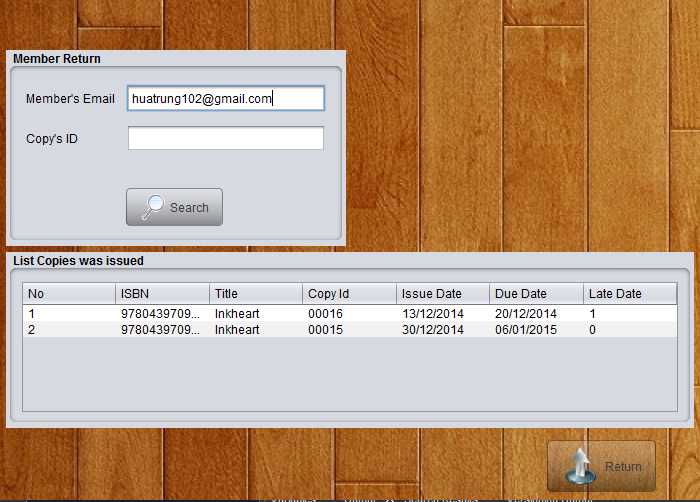 Member Return
Member's Email huatrung102@gmail.com
Copy's ID
Search
List Copies was issued
No ISBN Title Copy Id Issue Date Due Date Late Date
1 9780439709... Inkheart 00016 13/12/2014 20/12/2014 1
2 9780439709... Inkheart 00015 30/12/2014 06/01/2015 0
Return